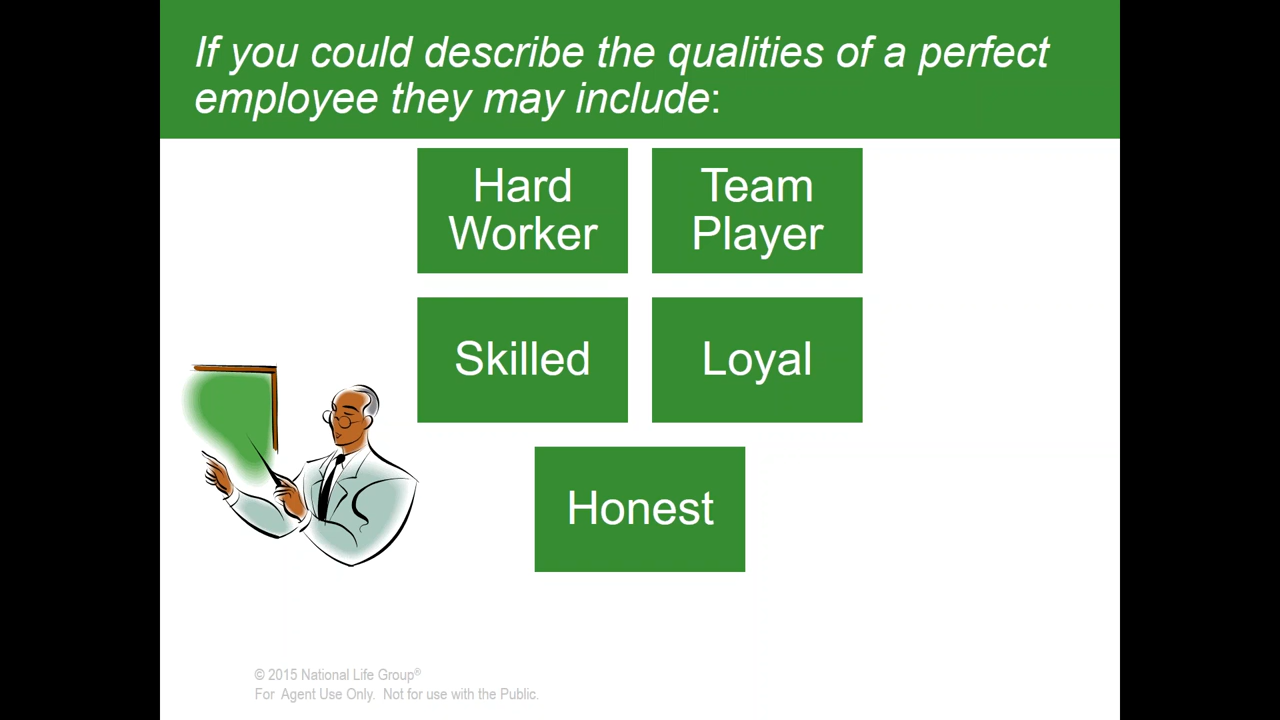 If you could describe the qualities of a perfect
employee they may include:
Hard
Worker
Team
Player
Skilled
Loyal
Honest
© 2015 National Life Group®
For  Agent Use Only.  Not for use with the Public.